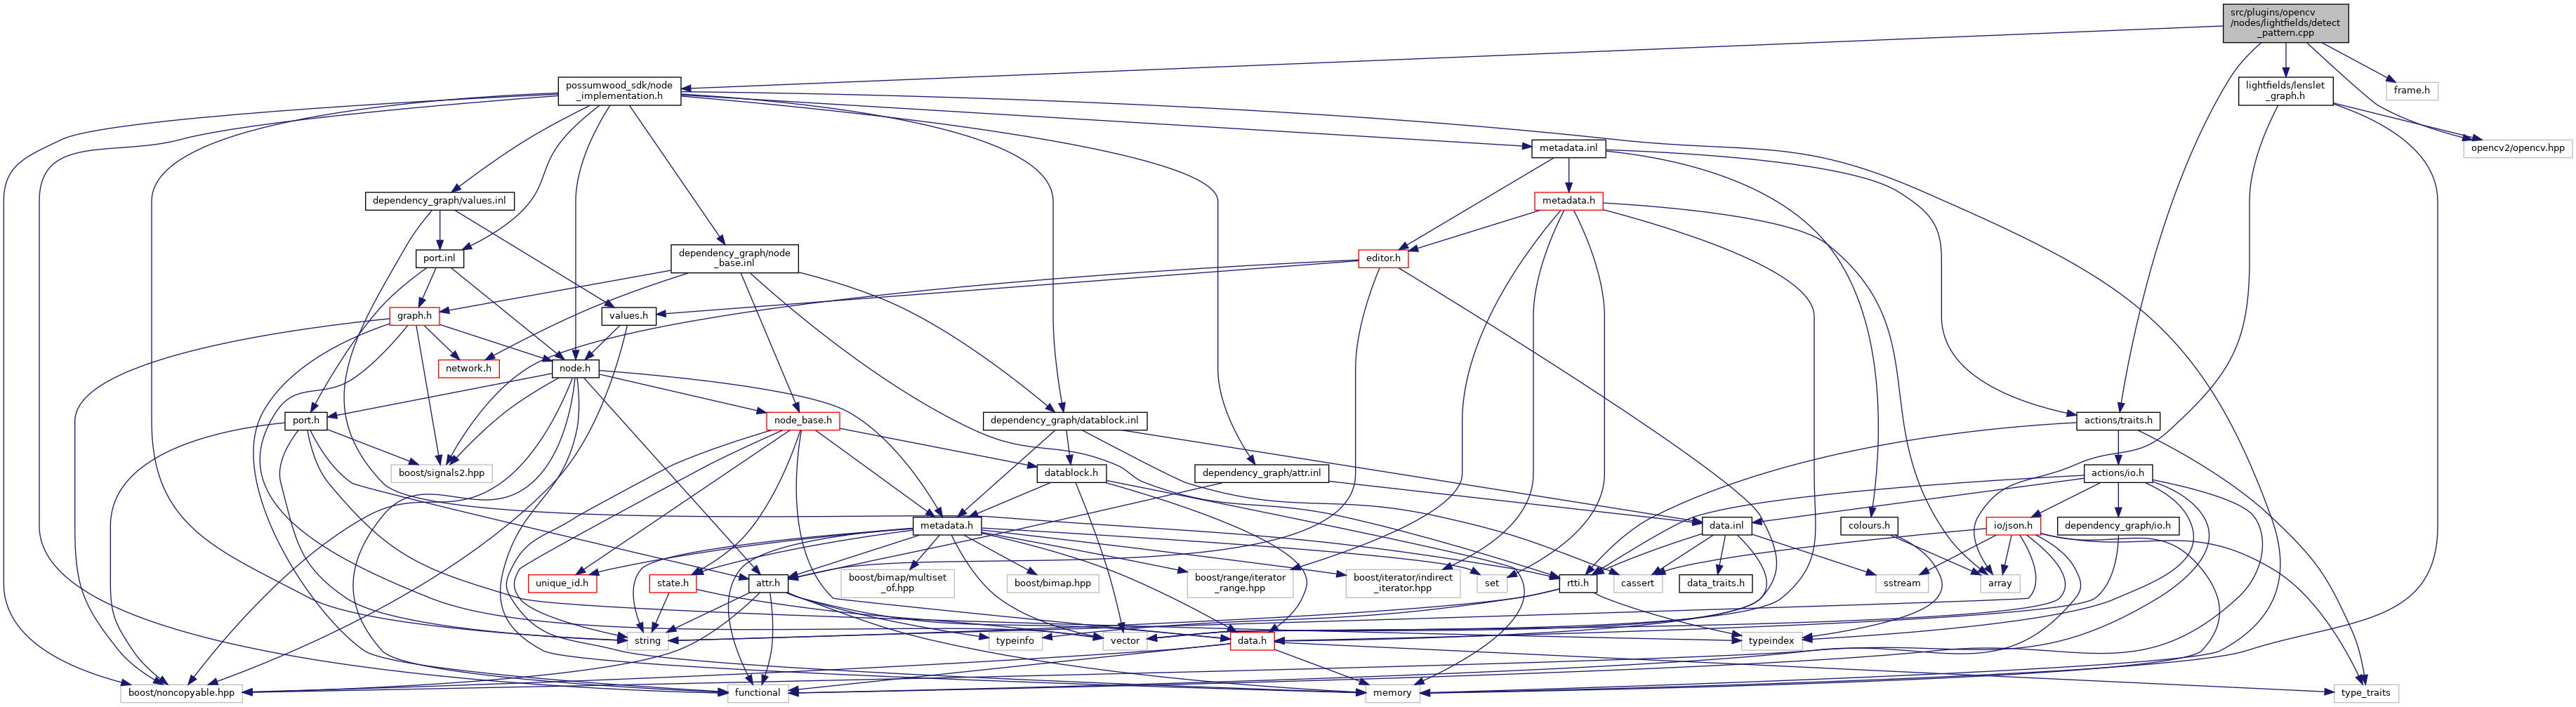 src/plugins/opencv
/nodes/lightfields/detect
_pattern.cpp
possumwood_sdk/node
_implementation.h
lightfields/lenslet
_graph.h
frame.h
metadata.inl
opencv2/opencv.hpp
dependency_graph/values.inl
metadata.h
port.inl
dependency_graph/node
_base.inl
editor.h
graph.h
values.h
network.h
node.h
port.h
node_base.h
dependency_graph/datablock.inl
actions/traits.h
boost/signals2.hpp
datablock.h
dependency_graph/attr.inl
actions/io.h
metadata.h
data.inl
colours.h
io/json.h
dependency_graph/io.h
unique_id.h
state.h
attr.h
boost/bimap/multiset
_of.hpp
boost/bimap.hpp
boost/range/iterator
_range.hpp
boost/iterator/indirect
_iterator.hpp
set
rtti.h
cassert
data_traits.h
sstream
array
string
typeinfo
vector
data.h
typeindex
boost/noncopyable.hpp
functional
memory
type_traits